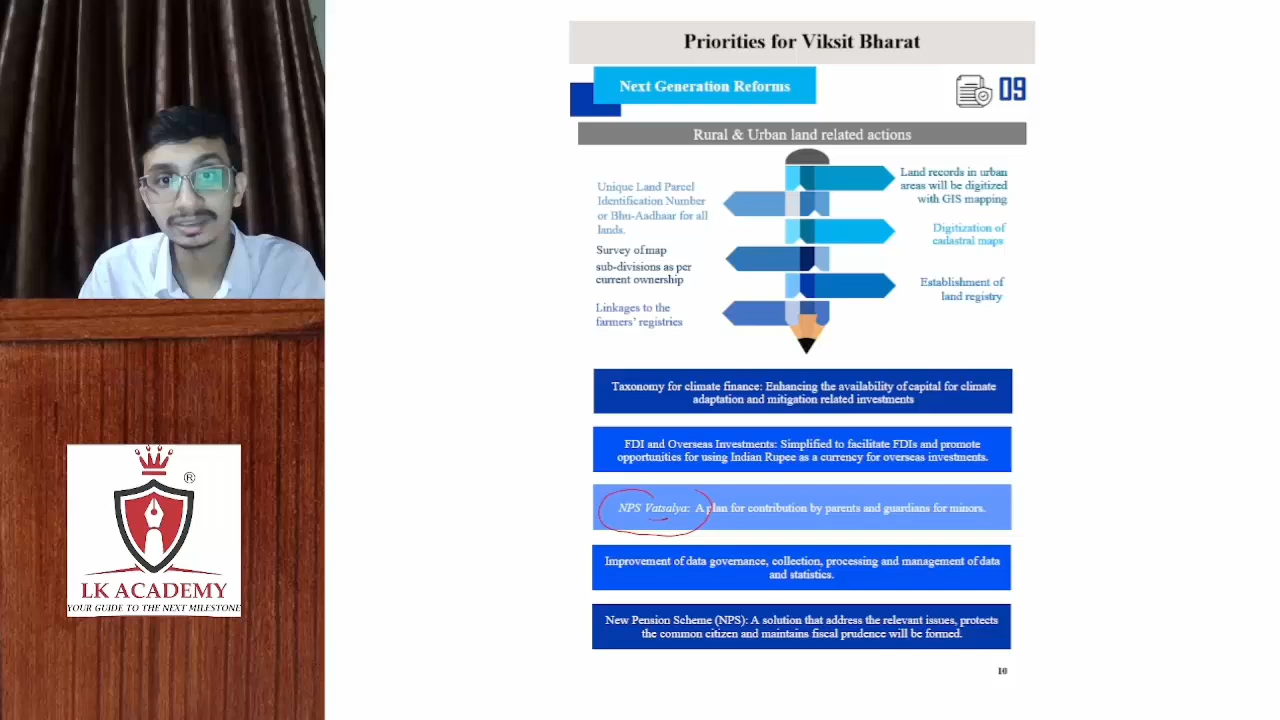 Priorities for Viksit Bharat
Next Generation Reforms
09
Rural & Urban land related actions
Unique Land Parcel
Identification Number
or Bhu-Aadhaar for all
lands.
Survey of map
sub-divisions as per
current ownership
Linkages to the
farmers' registries
Land records in urban
areas will be digitized
with GIS mapping
Digitization of
cadastral maps
Establishment of
land registry
Taxonomy for climate finance: Enhancing the availability of capital for climate
adaptation and mitigation related investments
FDI and Overseas Investments: Simplified to facilitate FDIs and promote
opportunities for using Indian Rupee as a currency for overseas investments.
NPS Vatsalya: A plan for contribution by parents and guardians for minors.
Improvement of data governance, collection, processing and management of data
and statistics.
New Pension Scheme (NPS): A solution that address the relevant issues, protects
the common citizen and maintains fiscal prudence will be formed.
10
®
LK ACADEMY
YOUR GUIDE TO THE NEXT MILESTONE